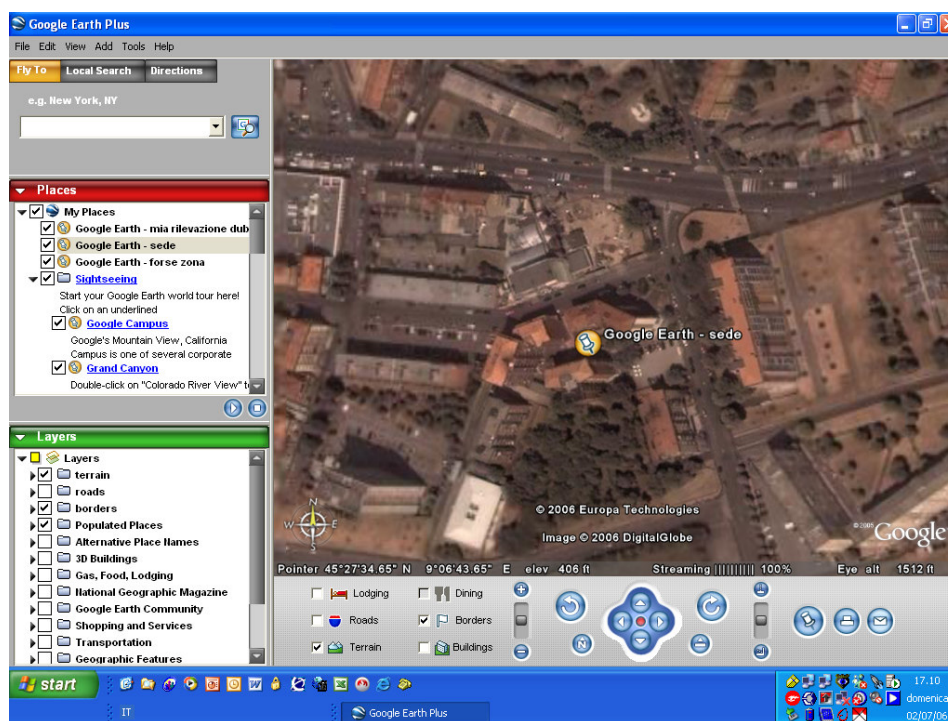 Google Earth Plus
File Edit View Add Tools Help
Fly To Local Search Directions
e.g. New York, NY
Places
My Places
Google Earth - mia rilevazione dub
Google Earth - sede
Google Earth - forse zona
Sightseeing
Start your Google Earth world tour here!
Click on an underlined
Google Campus
Google's Mountain View, California
Campus is one of several corporate
Grand Canyon
Double-click on "Colorado River View" t
Layers
Layers
terrain
roads
borders
Populated Places
Alternative Place Names
3D Buildings
Gas, Food, Lodging
National Geographic Magazine
Google Earth Community
Shopping and Services
Transportation
Geographic Features
Google Earth - sede
N
W E
S
© 2006 Europa Technologies
Image © 2006 DigitalGlobe
© 2005 Google
Pointer 45°27'34.65" N 9°06'43.65" E elev 406 ft Streaming |||||||||| 100% Eye alt 1512 ft
Lodging Dining
Roads Borders
Terrain Buildings
N
start
17.10
domenica
IT Google Earth Plus 02/07/06